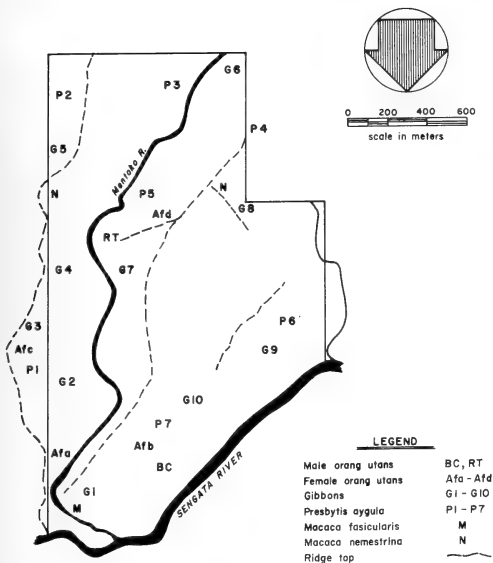 G6
P2
P3
0 200 400 600
scale in meters
P4
G5
Mentoko R.
N
P5
N
Afd
G8
RT
G4
G7
G3
P6
Afc
G9
P1
G2
G10
P7
Afa
Afb
BC
G1
M
SENGATA RIVER
LEGEND
Male orang utans BC, RT
Female orang utans Afa - Afd
Gibbons G1 - G10
Presbytis aygula P1 - P7
Macaca fasicularis M
Macaca nemestrina N
Ridge top